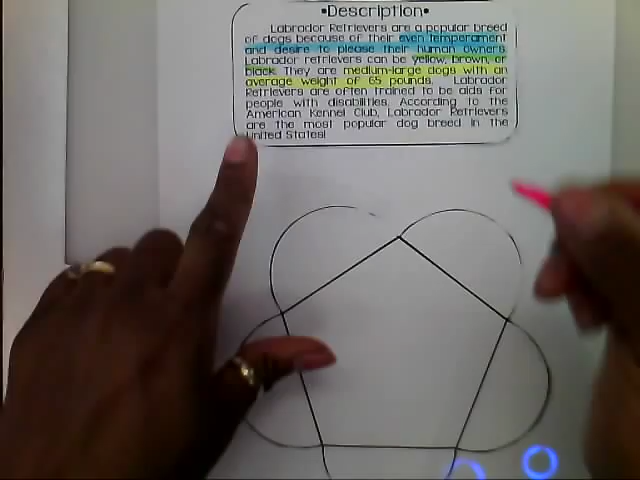 •Description•
Labrador Retrievers are a popular breed
of dogs because of their even temperament
and desire to please their human owners.
Labrador retrievers can be yellow, brown, or
black. They are medium-large dogs with an
average weight of 65 pounds. Labrador
Retrievers are often trained to be aids for
people with disabilities. According to the
American Kennel Club, Labrador Retrievers
are the most popular dog breed in the
United States!